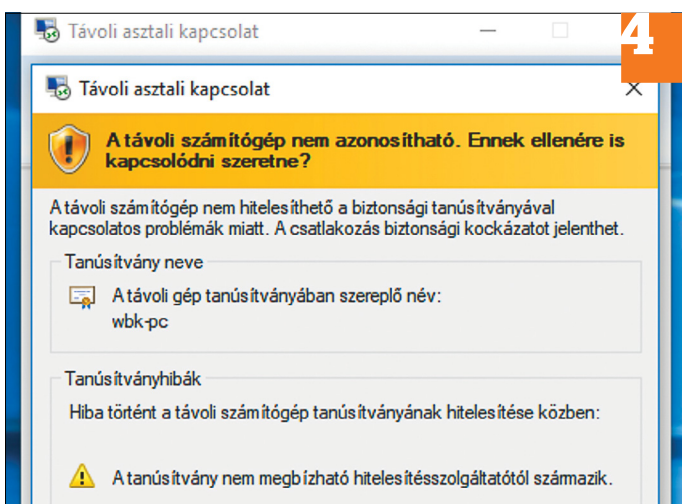 Távoli asztali kapcsolat
4
Távoli asztali kapcsolat
A távoli számítógép nem azonosítható. Ennek ellenére is
kapcsolódni szeretne?
A távoli számítógép nem hitelesíthető a biztonsági tanúsítványával
kapcsolatos problémák miatt. A csatlakozás biztonsági kockázatot jelenthet.
Tanúsítvány neve
A távoli gép tanúsítványában szereplő név:
wbk-pc
Tanúsítványhibák
Hiba történt a távoli számítógép tanúsítványának hitelesítése közben:
A tanúsítvány nem megbízható hitelesítésszolgáltatótól származik.